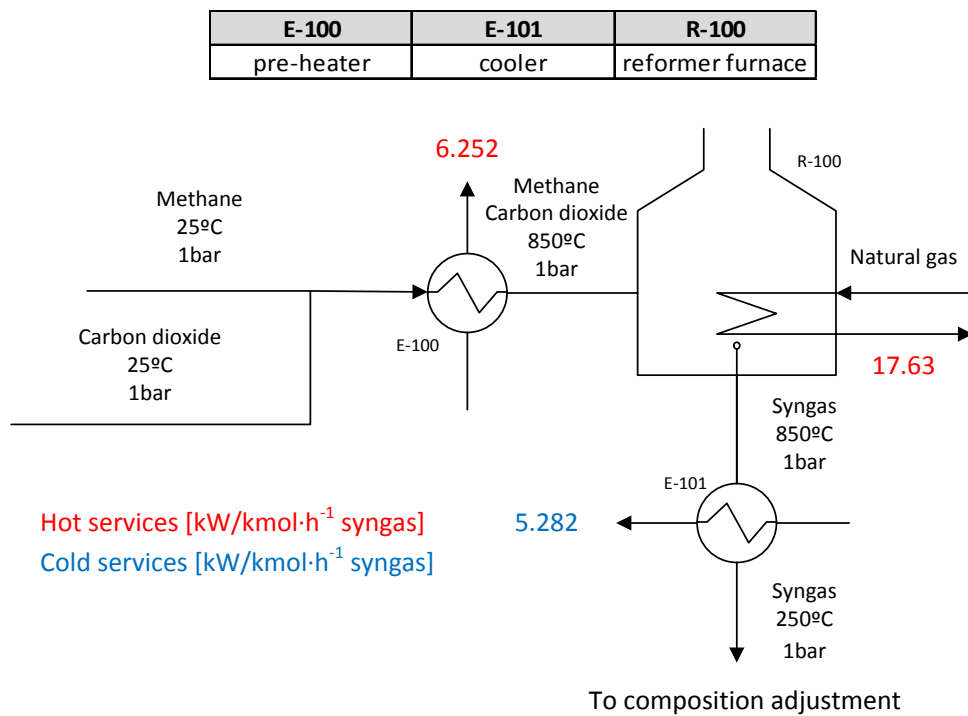 E-100 E-101 R-100
pre-heater cooler reformer furnace
6.252
R-100
Methane
25ºC
1bar
Methane
Carbon dioxide
850ºC
1bar
Natural gas
Carbon dioxide
25ºC
1bar
E-100
17.63
Syngas
850ºC
1bar
E-101
Hot services [kW/kmol·h⁻¹ syngas]
5.282
Cold services [kW/kmol·h⁻¹ syngas]
Syngas
250ºC
1bar
To composition adjustment